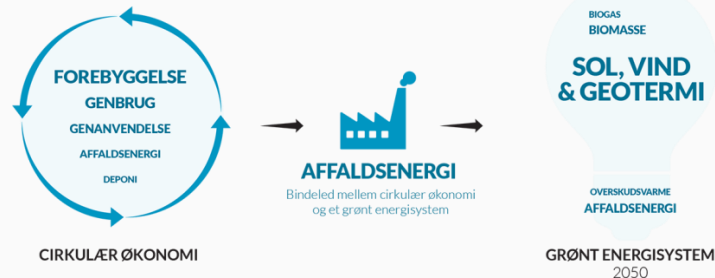 FOREBYGGELSE
GENBRUG
GENANVENDELSE
AFFALDSENERGI
DEPONI
CIRKULÆR ØKONOMI
AFFALDSENERGI
Bindeled mellem cirkulær økonomi
og et grønt energisystem
BIOGAS
BIOMASSE
SOL, VIND
& GEOTERMI
OVERSKUDSVARME
AFFALDSENERGI
GRØNT ENERGISYSTEM
2050